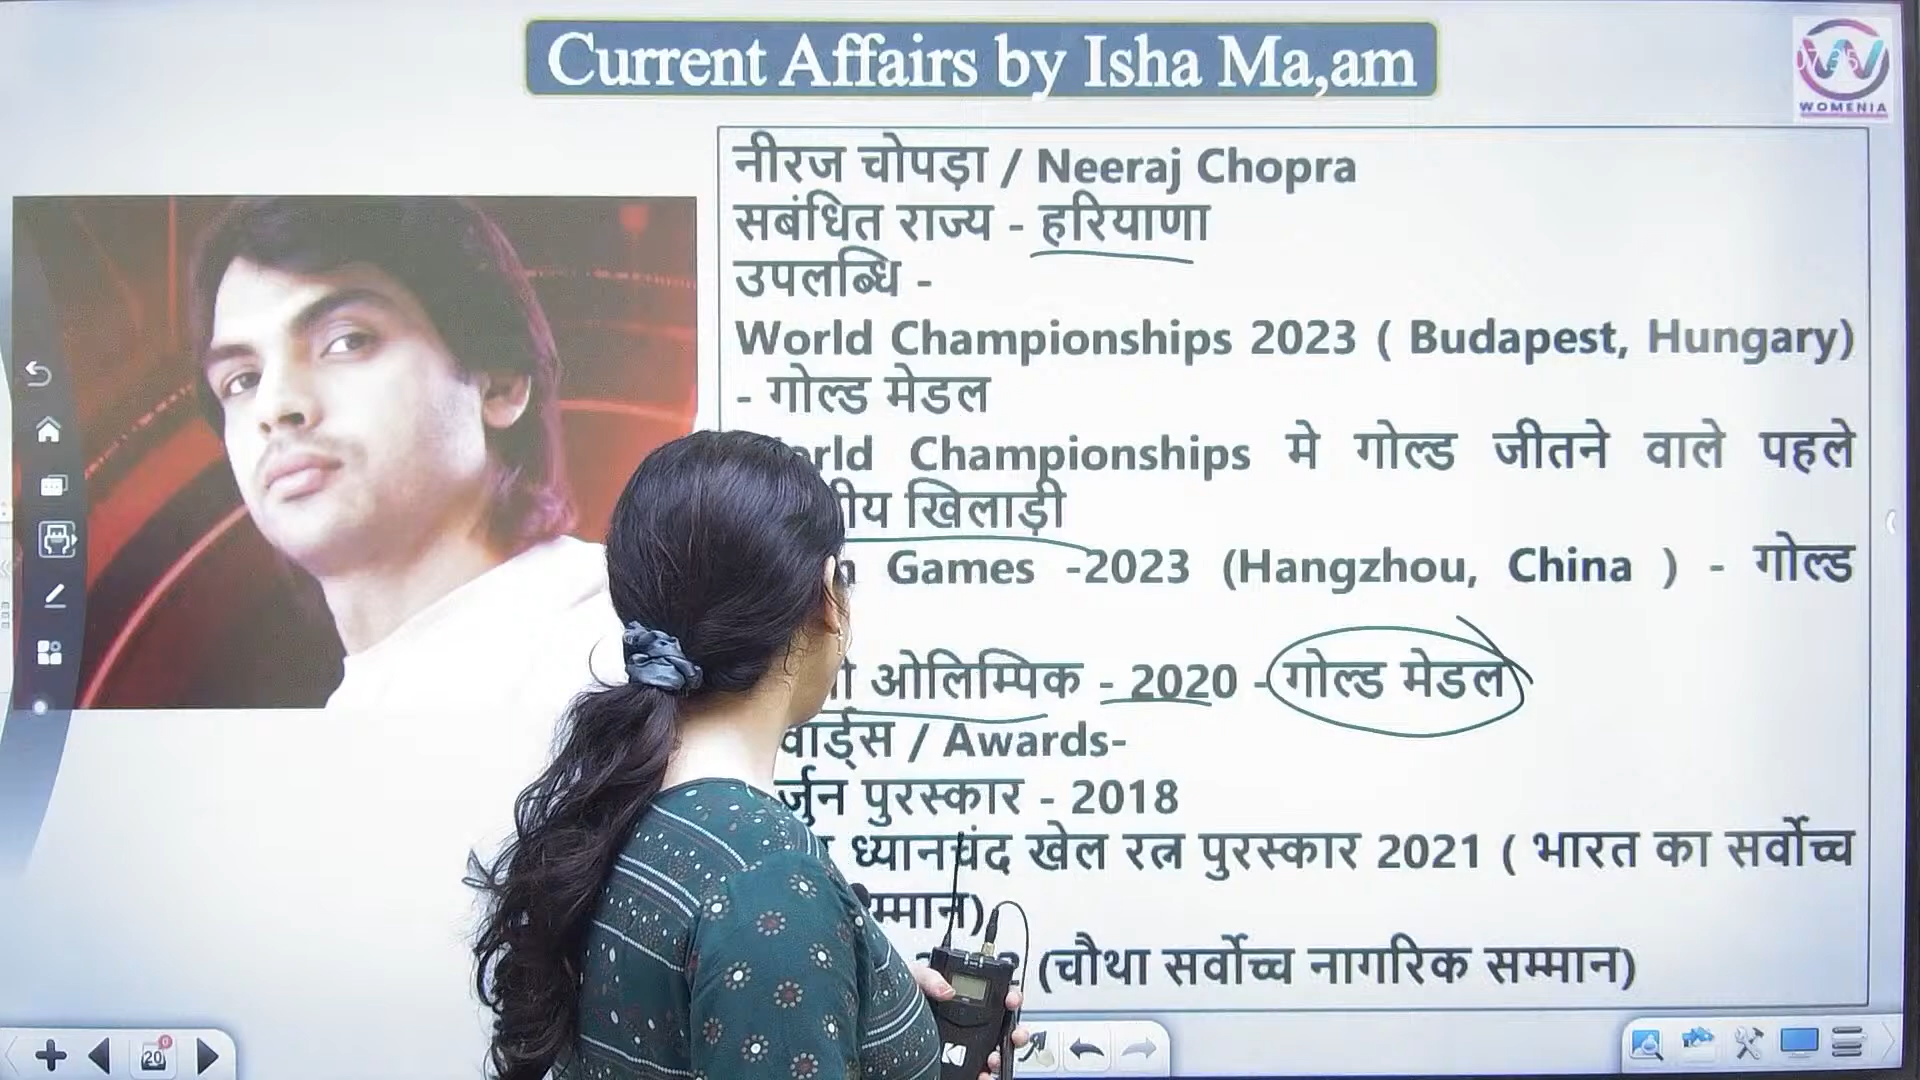 Current Affairs by Isha Ma,am
WOMENIA
नीरज चोपड़ा / Neeraj Chopra
सबंधित राज्य - हरियाणा
उपलब्धि -
World Championships 2023 ( Budapest, Hungary)
- गोल्ड मेडल
Championships मे गोल्ड जीतने वाले पहले
खिलाड़ी
Games -2023 (Hangzhou, China ) - गोल्ड
ओलिम्पिक - 2020 - गोल्ड मेडल
/ Awards-
पुरस्कार - 2018
ध्यानचंद खेल रत्न पुरस्कार 2021 ( भारत का सर्वोच्च
(चौथा सर्वोच्च नागरिक सम्मान)
20